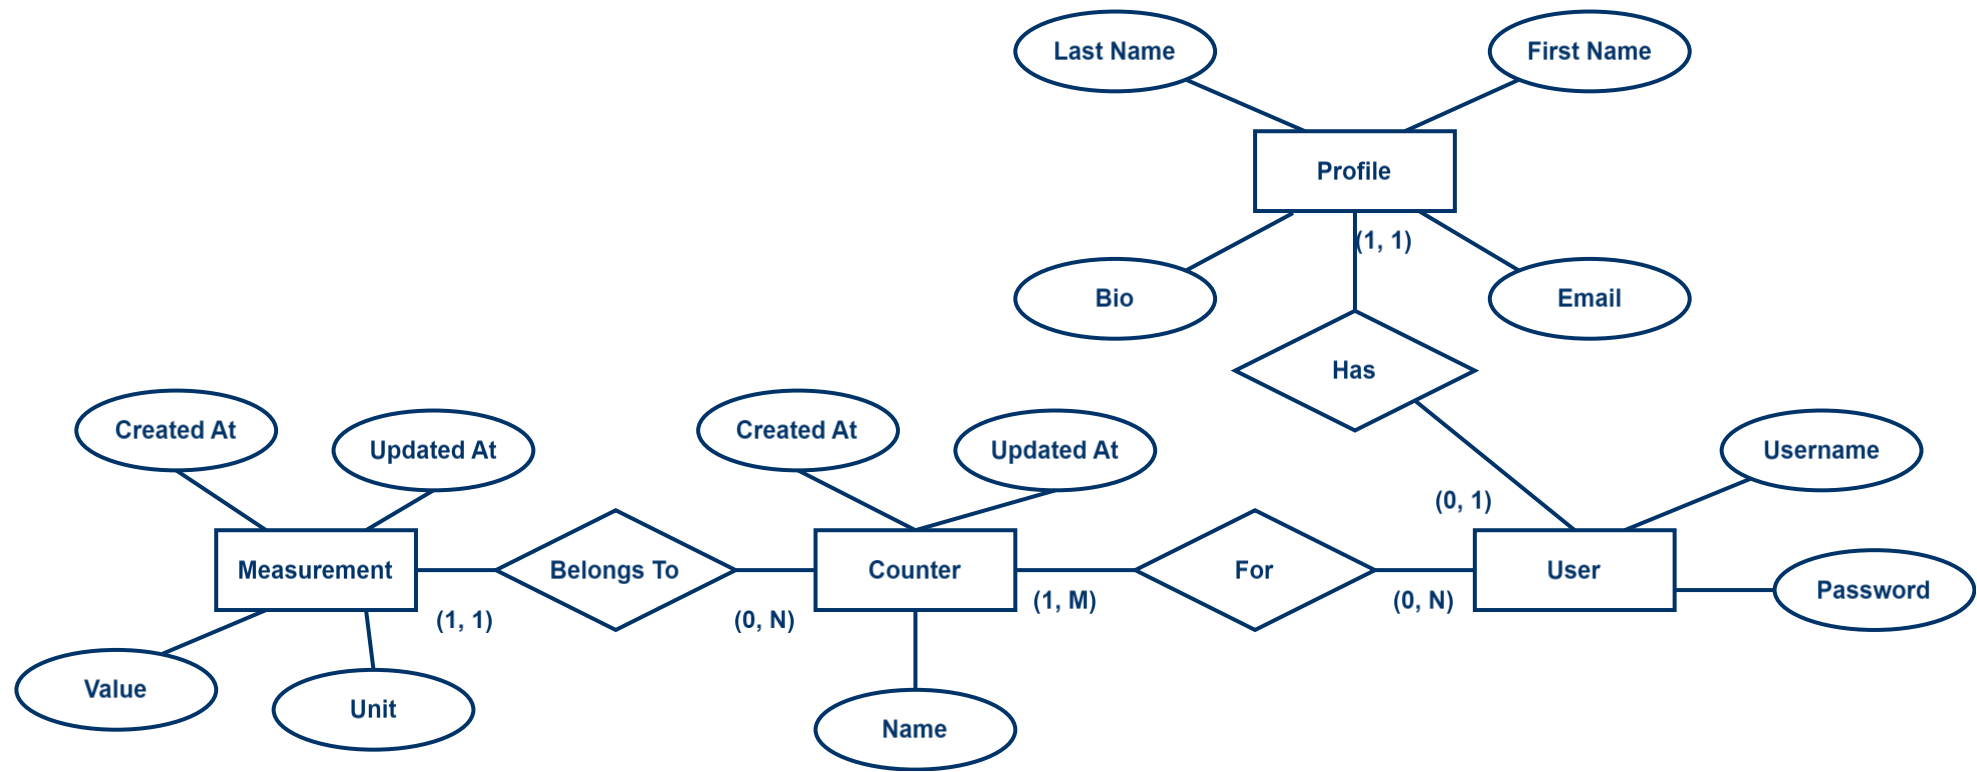 Last Name
First Name
Profile
(1, 1)
Bio
Email
Has
Created At
Updated At
Created At
Updated At
Username
(0, 1)
Measurement
Belongs To
Counter
For
User
Password
(1, 1)
(0, N)
(1, M)
(0, N)
Value
Unit
Name